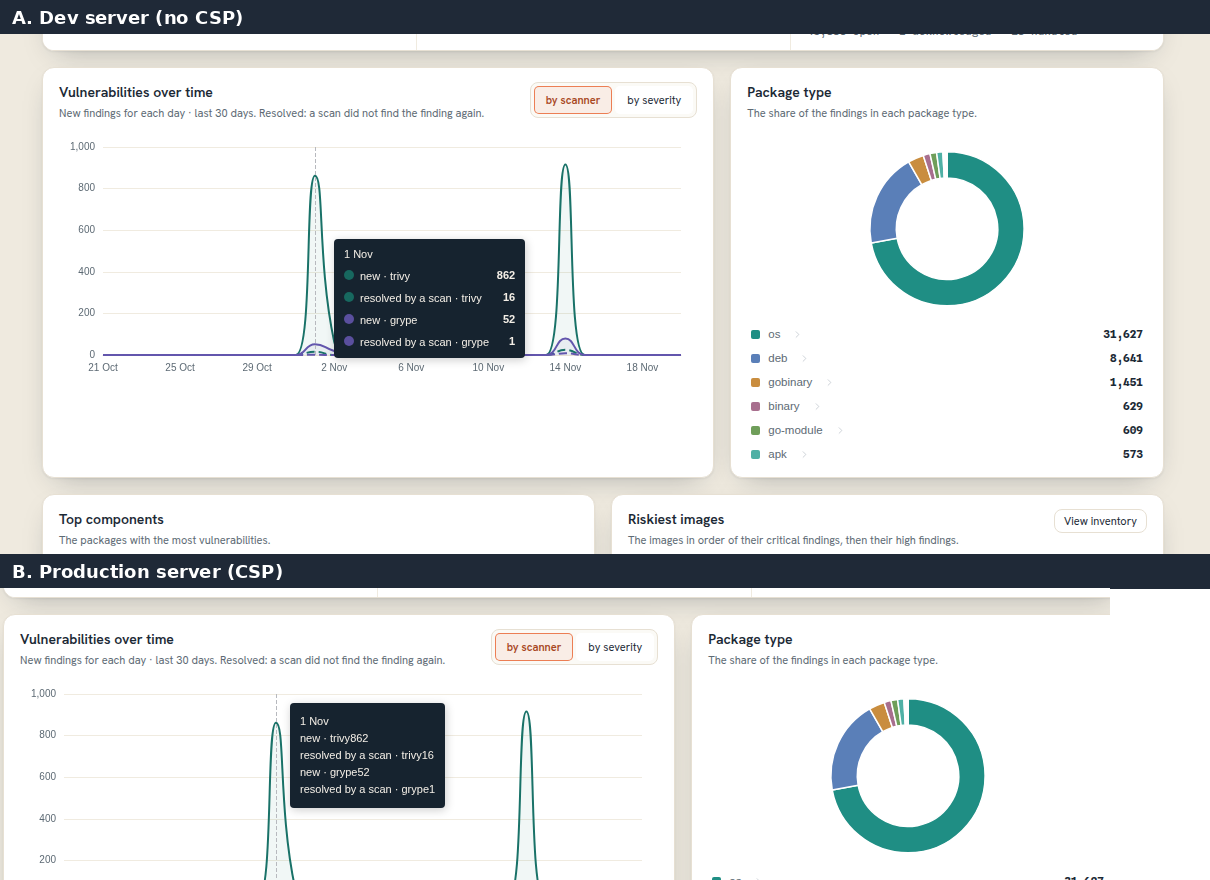 A. Dev server (no CSP)
Vulnerabilities over time
New findings for each day · last 30 days. Resolved: a scan did not find the finding again.
by scanner
by severity
1,000
800
600
400
200
0
21 Oct
25 Oct
29 Oct
2 Nov
6 Nov
10 Nov
14 Nov
18 Nov
1 Nov
new · trivy 862
resolved by a scan · trivy 16
new · grype 52
resolved by a scan · grype 1
Package type
The share of the findings in each package type.
os 31,627
deb 8,641
gobinary 1,451
binary 629
go-module 609
apk 573
Top components
The packages with the most vulnerabilities.
Riskiest images
The images in order of their critical findings, then their high findings.
View inventory
B. Production server (CSP)
Vulnerabilities over time
New findings for each day · last 30 days. Resolved: a scan did not find the finding again.
by scanner
by severity
1,000
800
600
400
200
1 Nov
new · trivy862
resolved by a scan · trivy16
new · grype52
resolved by a scan · grype1
Package type
The share of the findings in each package type.